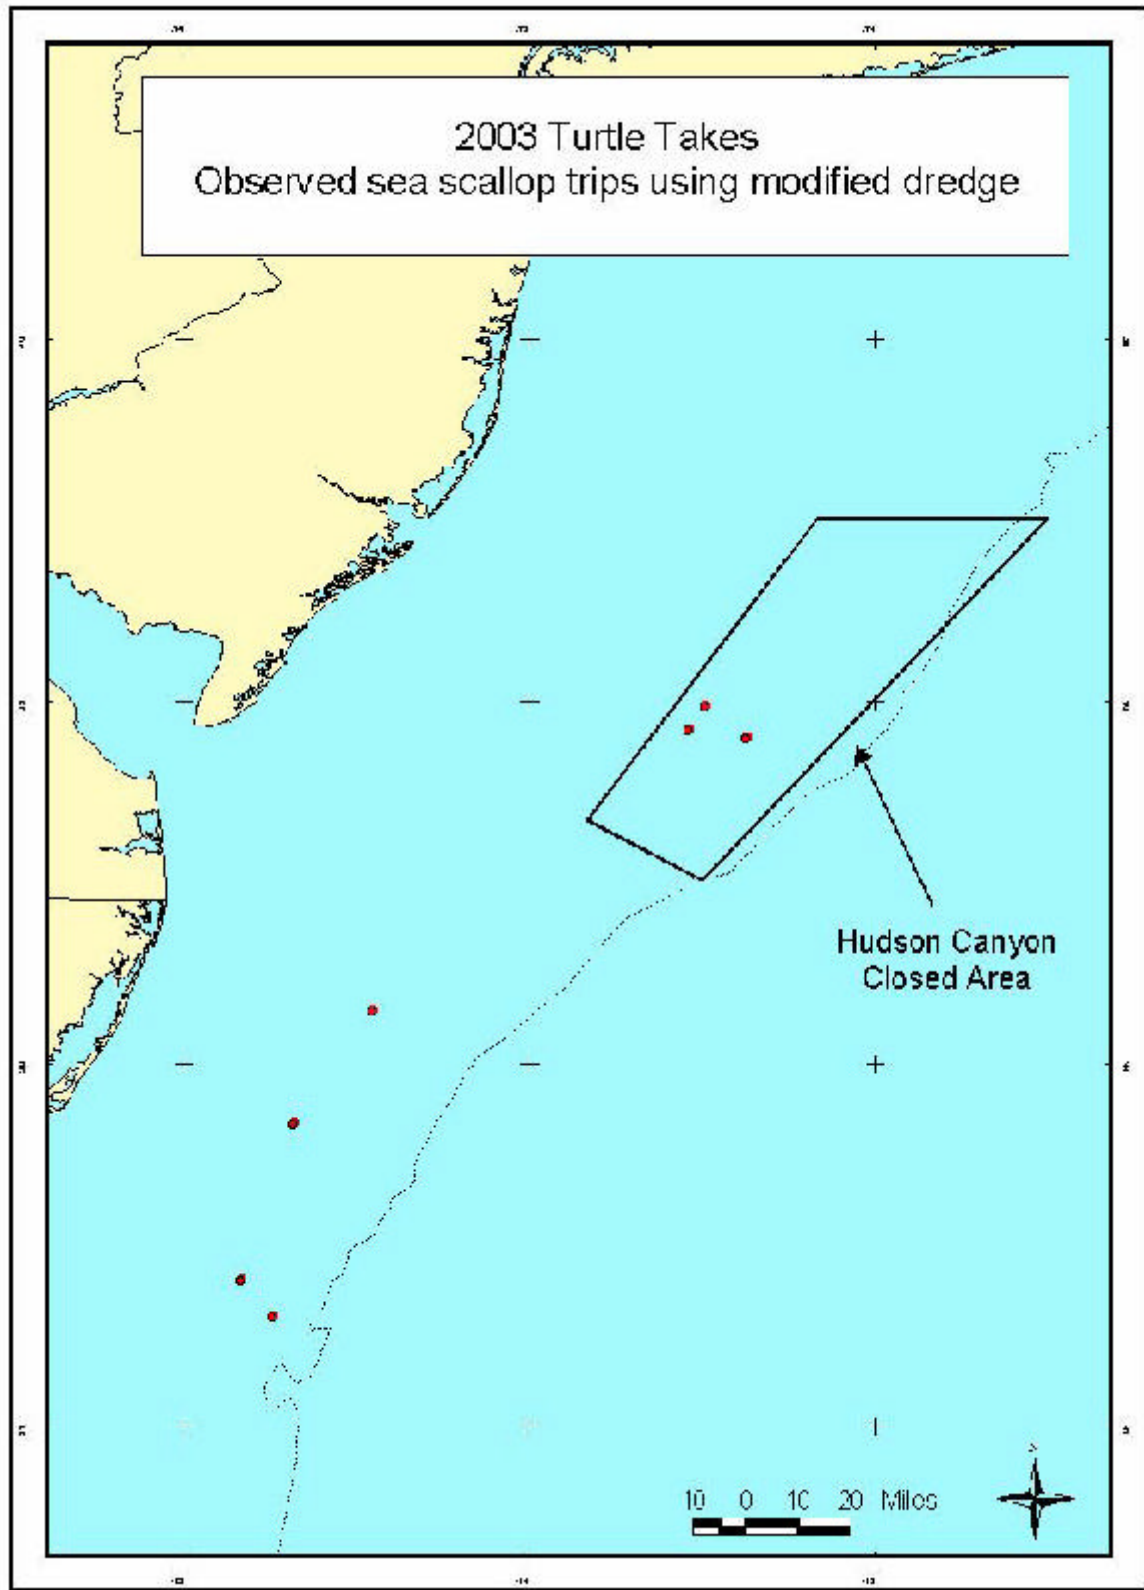 2003 Turtle Takes
Observed sea scallop trips using modified dredge
Hudson Canyon
Closed Area
10 0 10 20 Miles